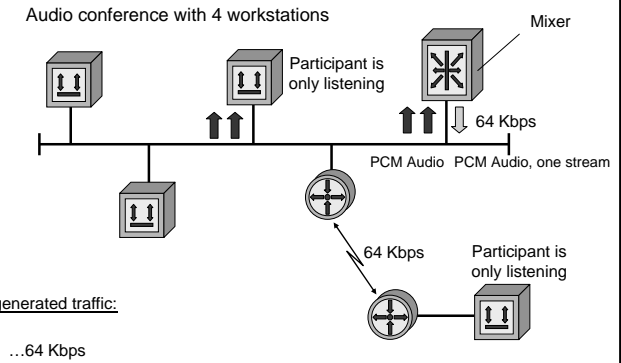 Audio conference with 4 workstations
Mixer
Participant is
only listening
64 Kbps
PCM Audio PCM Audio, one stream
64 Kbps
Participant is
only listening
generated traffic:
…64 Kbps